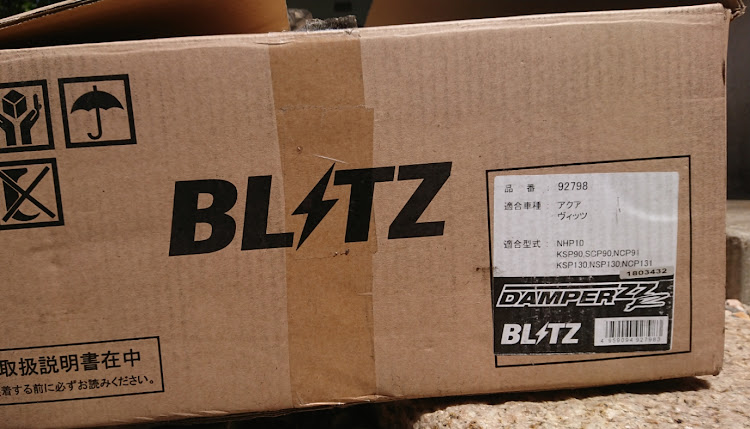 BLITZ
品 番 : 92798
適合車種 : アクア
ヴィッツ
適合型式 : NHP10
KSP90,SCP90,NCP91
KSP130,NSP130,NCP131
1803432
DAMPER ZZ-R
BLITZ
取扱説明書在中
着する前に必ずお読みください。